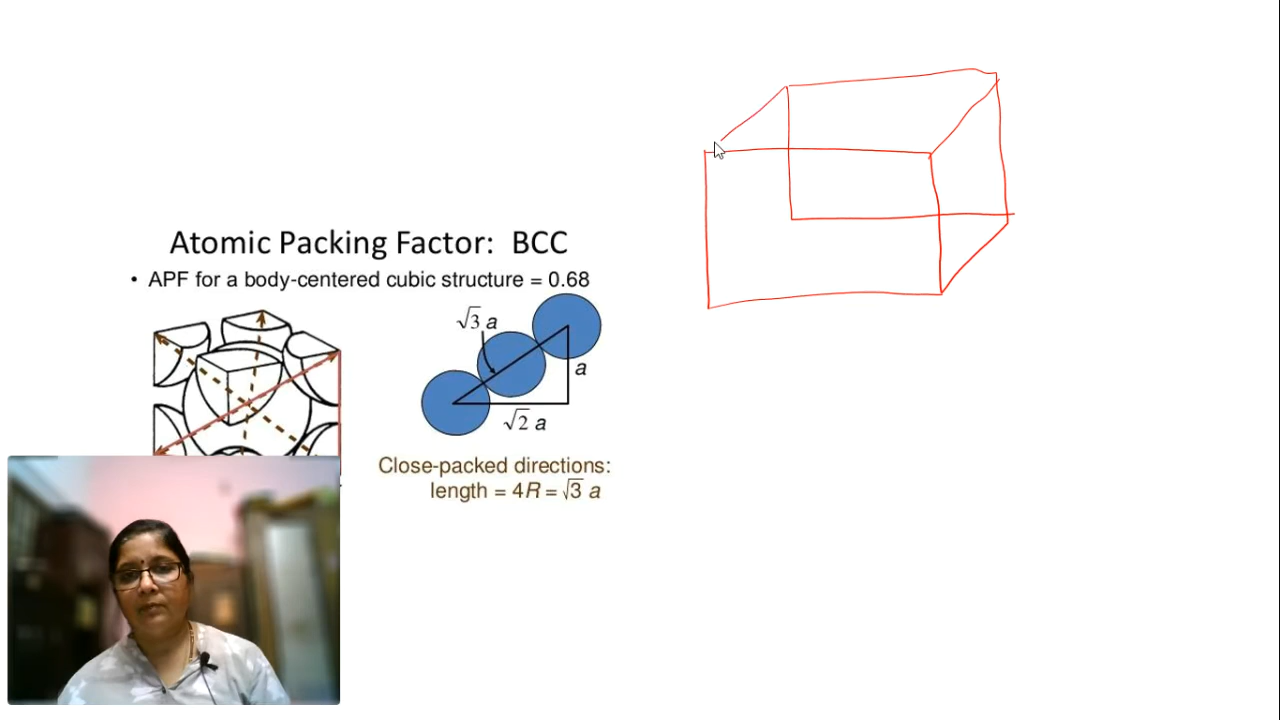 Atomic Packing Factor: BCC
• APF for a body-centered cubic structure = 0.68
√3 a
a
√2 a
Close-packed directions:
length = 4R = √3 a